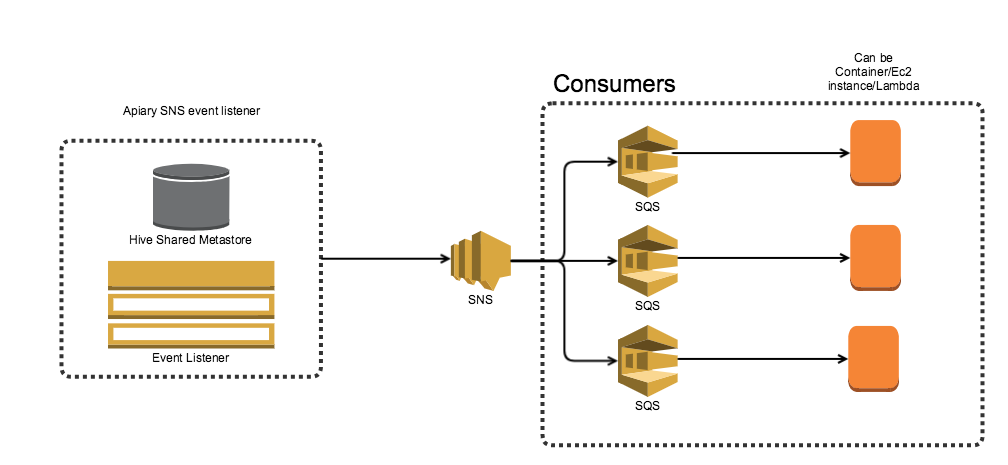 Can be
Container/Ec2
instance/Lambda
Consumers
Apiary SNS event listener
Hive Shared Metastore
Event Listener
SNS
SQS
SQS
SQS